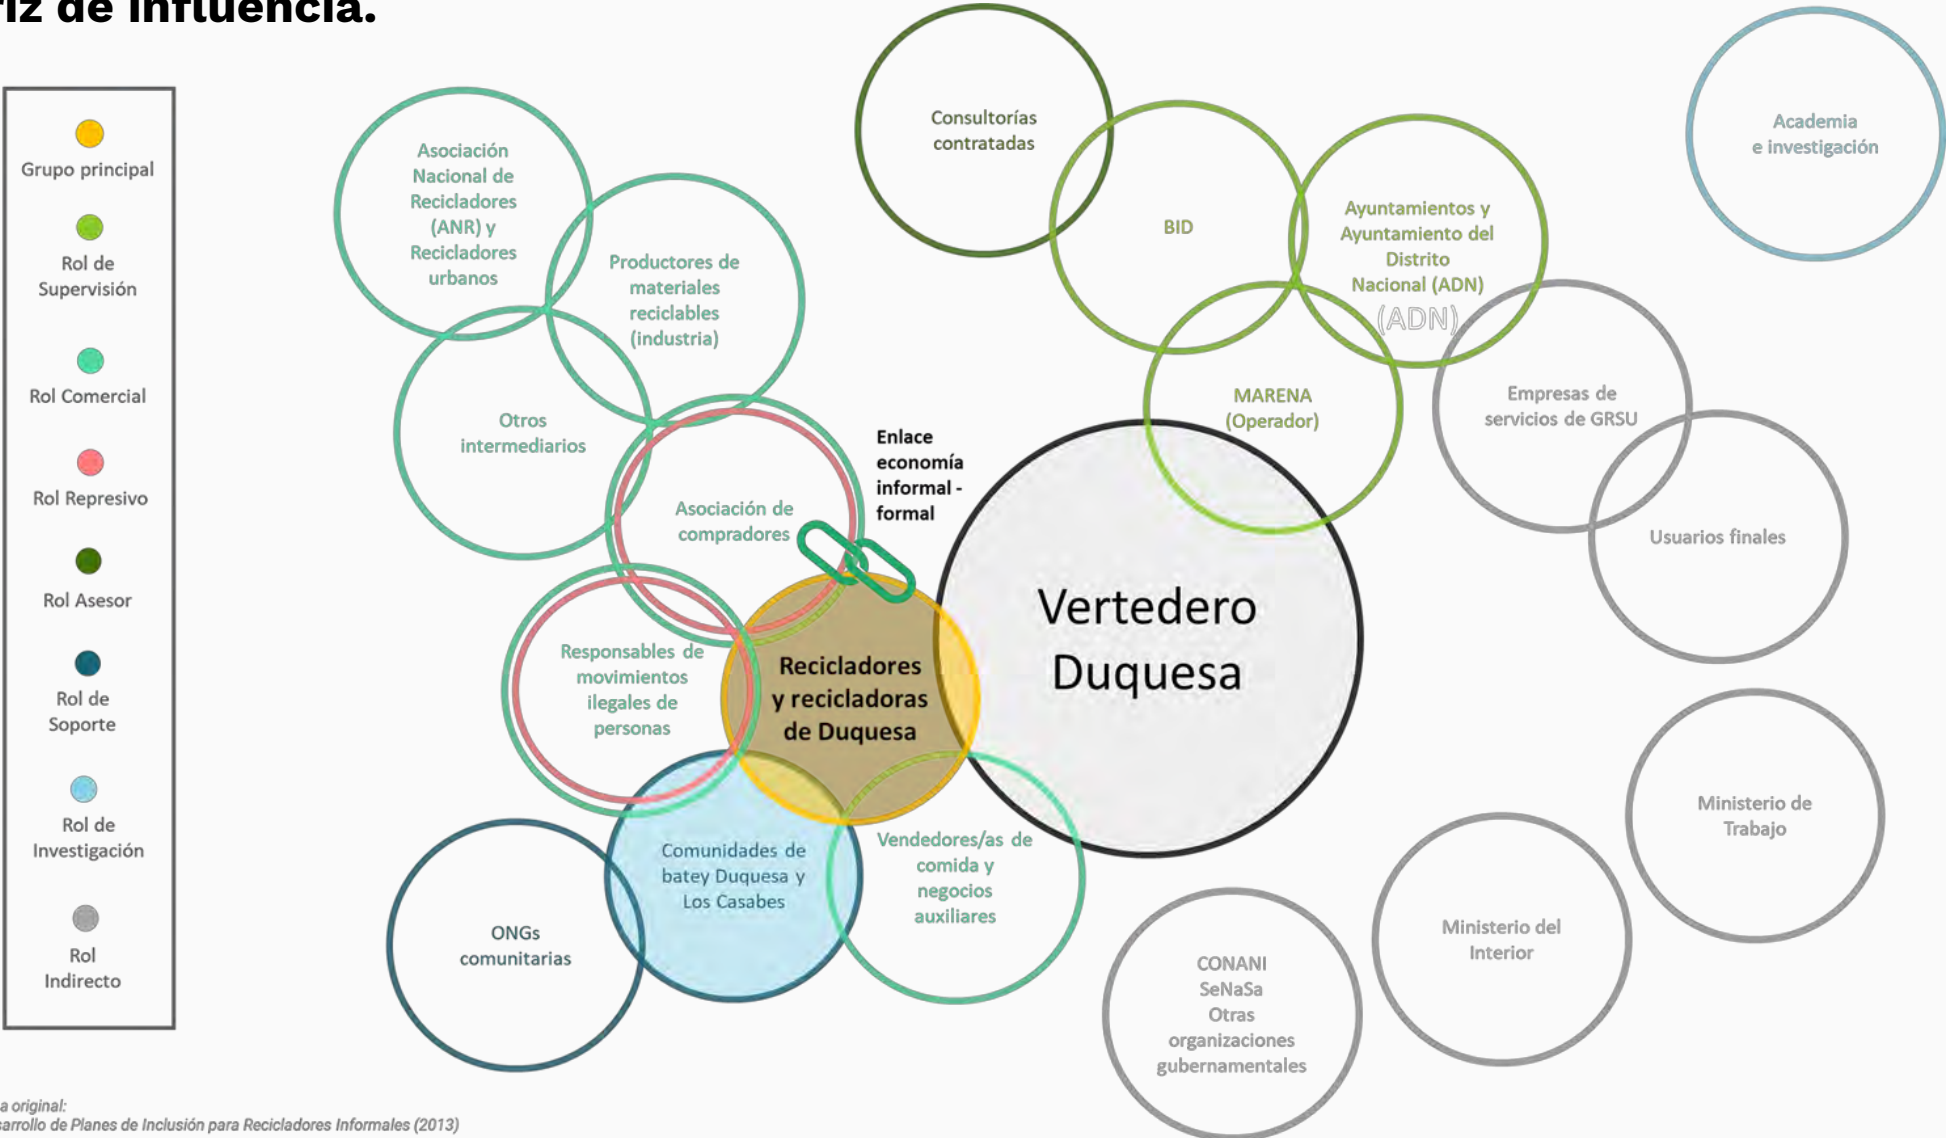 de influencia.
Grupo principal
Rol de
Supervisión
Rol Comercial
Rol Represivo
Rol Asesor
Rol de
Soporte
Rol de
Investigación
Rol
Indirecto
Asociación
Nacional de
Recicladores
(ANR) y
Recicladores
urbanos
Productores de
materiales
reciclables
(industria)
Otros
intermediarios
Asociación de
compradores
Enlace
economía
informal -
formal
Responsables de
movimientos
ilegales de
personas
Recicladores
y recicladoras
de Duquesa
Comunidades de
batey Duquesa y
Los Casabes
ONGs
comunitarias
Vendedores/as de
comida y
negocios
auxiliares
Vertedero
Duquesa
Consultorías
contratadas
BID
Ayuntamientos y
Ayuntamiento del
Distrito
Nacional (ADN)
(ADN)
MARENA
(Operador)
Empresas de
servicios de GRSU
Usuarios finales
Academia
e investigación
Ministerio de
Trabajo
Ministerio del
Interior
CONANI
SeNaSa
Otras
organizaciones
gubernamentales
a original:
sarrollo de Planes de Inclusión para Recicladores Informales (2013)